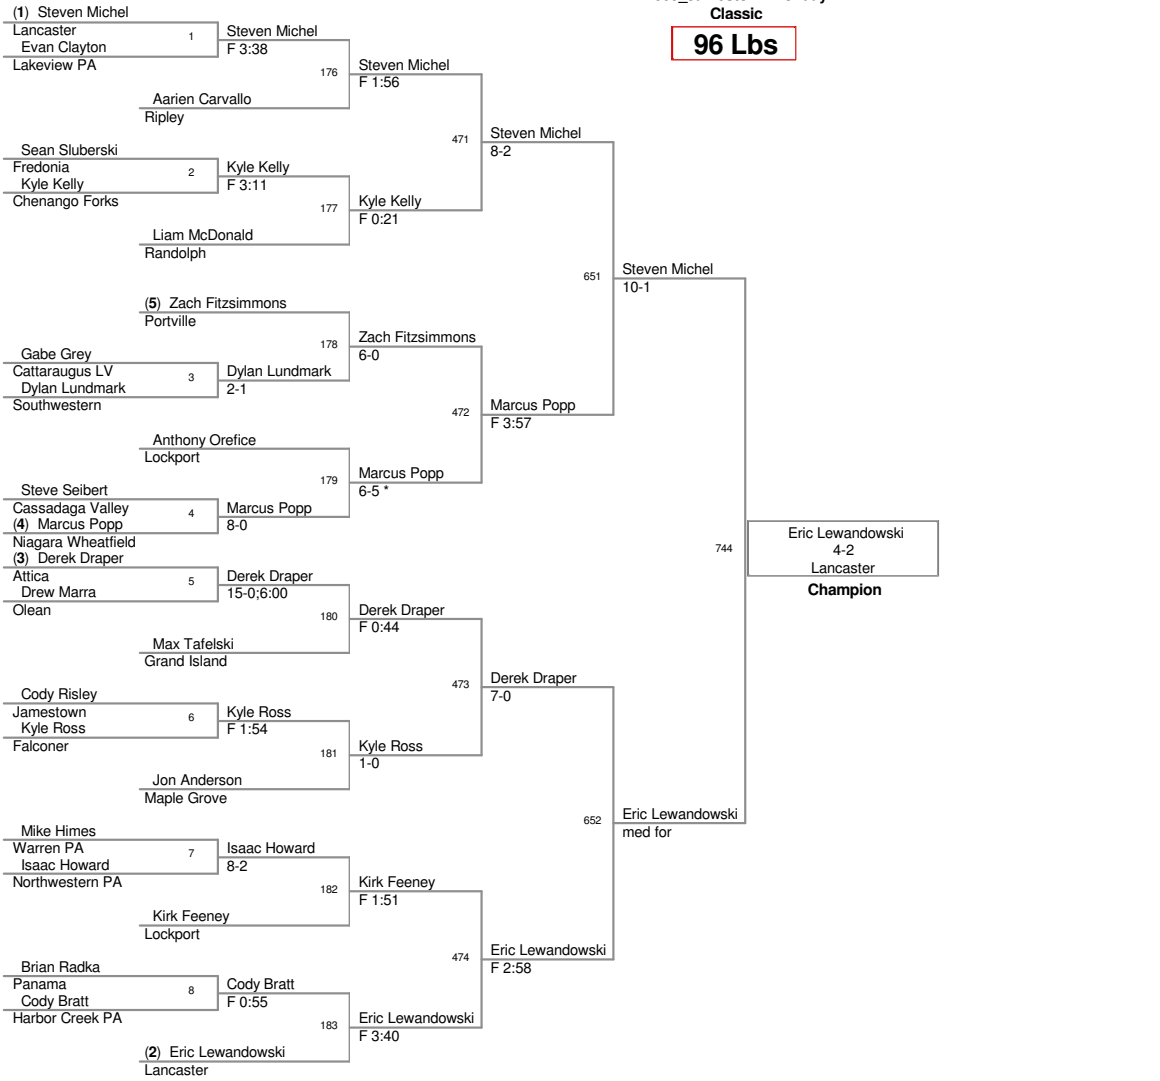 Classic
96 Lbs
(1) Steven Michel
Lancaster
1
Evan Clayton
Lakeview PA
Steven Michel
F 3:38
176
Aarien Carvallo
Ripley
Steven Michel
F 1:56
471
Sean Sluberski
Fredonia
2
Kyle Kelly
Chenango Forks
Kyle Kelly
F 3:11
177
Liam McDonald
Randolph
Kyle Kelly
F 0:21
Steven Michel
8-2
651
(5) Zach Fitzsimmons
Portville
178
Gabe Grey
Cattaraugus LV
3
Dylan Lundmark
Southwestern
Dylan Lundmark
2-1
Zach Fitzsimmons
6-0
472
Anthony Orefice
Lockport
179
Steve Seibert
Cassadaga Valley
4
(4) Marcus Popp
Niagara Wheatfield
Marcus Popp
8-0
Marcus Popp
6-5 *
Marcus Popp
F 3:57
Steven Michel
10-1
744
(3) Derek Draper
Attica
5
Drew Marra
Olean
Derek Draper
15-0;6:00
180
Max Tafelski
Grand Island
Derek Draper
F 0:44
473
Cody Risley
Jamestown
6
Kyle Ross
Falconer
Kyle Ross
F 1:54
181
Jon Anderson
Maple Grove
Kyle Ross
1-0
Derek Draper
7-0
652
Mike Himes
Warren PA
7
Isaac Howard
Northwestern PA
Isaac Howard
8-2
182
Kirk Feeney
Lockport
Kirk Feeney
F 1:51
474
Brian Radka
Panama
8
Cody Bratt
Harbor Creek PA
Cody Bratt
F 0:55
183
(2) Eric Lewandowski
Lancaster
Eric Lewandowski
F 3:40
Eric Lewandowski
F 2:58
Eric Lewandowski
med for
Eric Lewandowski
4-2
Lancaster
Champion